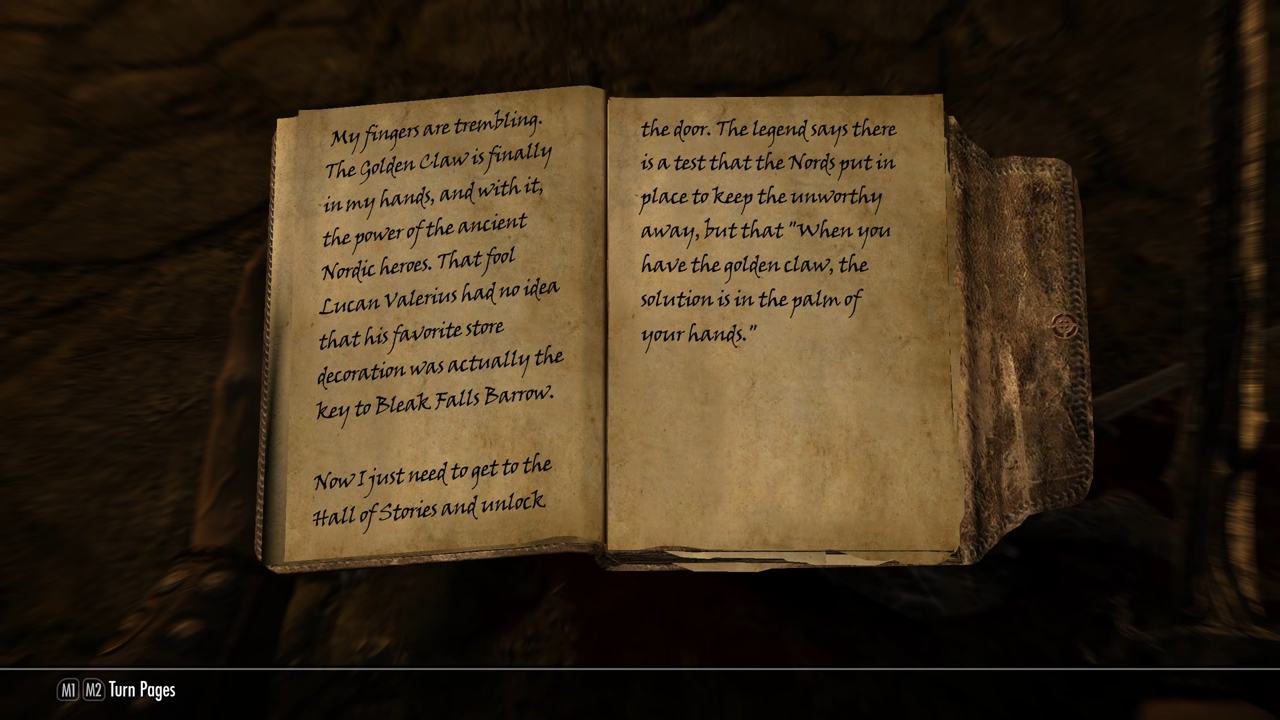 My fingers are trembling.
The Golden Claw is finally
in my hands, and with it,
the power of the ancient
Nordic heroes. That fool
Lucan Valerius had no idea
that his favorite store
decoration was actually the
key to Bleak Falls Barrow.
Now I just need to get to the
Hall of Stories and unlock
the door. The legend says there
is a test that the Nords put in
place to keep the unworthy
away, but that "When you
have the golden claw, the
solution is in the palm of
your hands."
M1 M2 Turn Pages